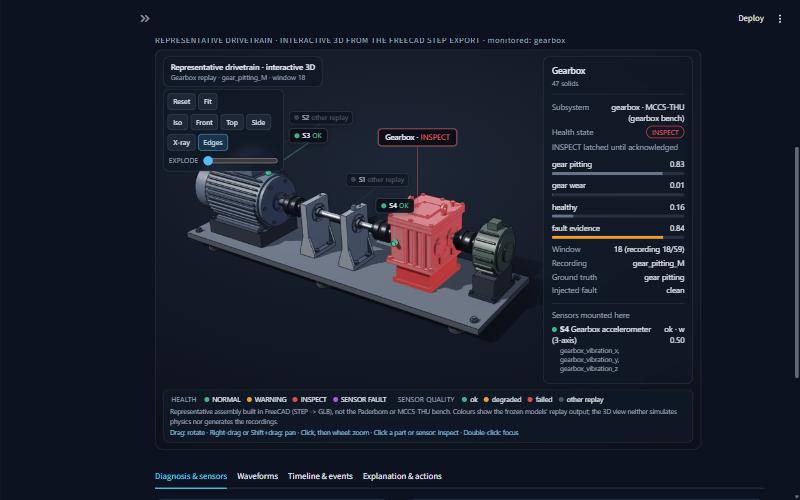 Deploy
REPRESENTATIVE DRIVETRAIN · INTERACTIVE 3D FROM THE FREECAD STEP EXPORT - monitored: gearbox
Representative drivetrain - interactive 3D
Gearbox replay · gear_pitting_M · window 18
Reset Fit
Iso Front Top Side
X-ray Edges
EXPLODE
S2 other replay
S3 OK
Gearbox · INSPECT
S1 other replay
S4 OK
Gearbox
47 solids
Subsystem gearbox · MCC5-THU
(gearbox bench)
Health state INSPECT
INSPECT latched until acknowledged
gear pitting 0.83
gear wear 0.01
healthy 0.16
fault evidence 0.84
Window 18 (recording 18/59)
Recording gear_pitting_M
Ground truth gear pitting
Injected fault clean
Sensors mounted here
S4 Gearbox accelerometer ok · w
(3-axis) 0.50
gearbox_vibration_x,
gearbox_vibration_y,
gearbox_vibration_z
HEALTH NORMAL WARNING INSPECT SENSOR FAULT SENSOR QUALITY ok degraded failed other replay
Representative assembly built in FreeCAD (STEP -> GLB), not the Paderborn or MCC5-THU bench. Colours show the frozen models' replay output; the 3D view neither simulates
physics nor generates the recordings.
Drag: rotate · Right-drag or Shift+drag: pan · Click, then wheel: zoom · Click a part or sensor: inspect · Double-click: focus
Diagnosis & sensors Waveforms Timeline & events Explanation & actions